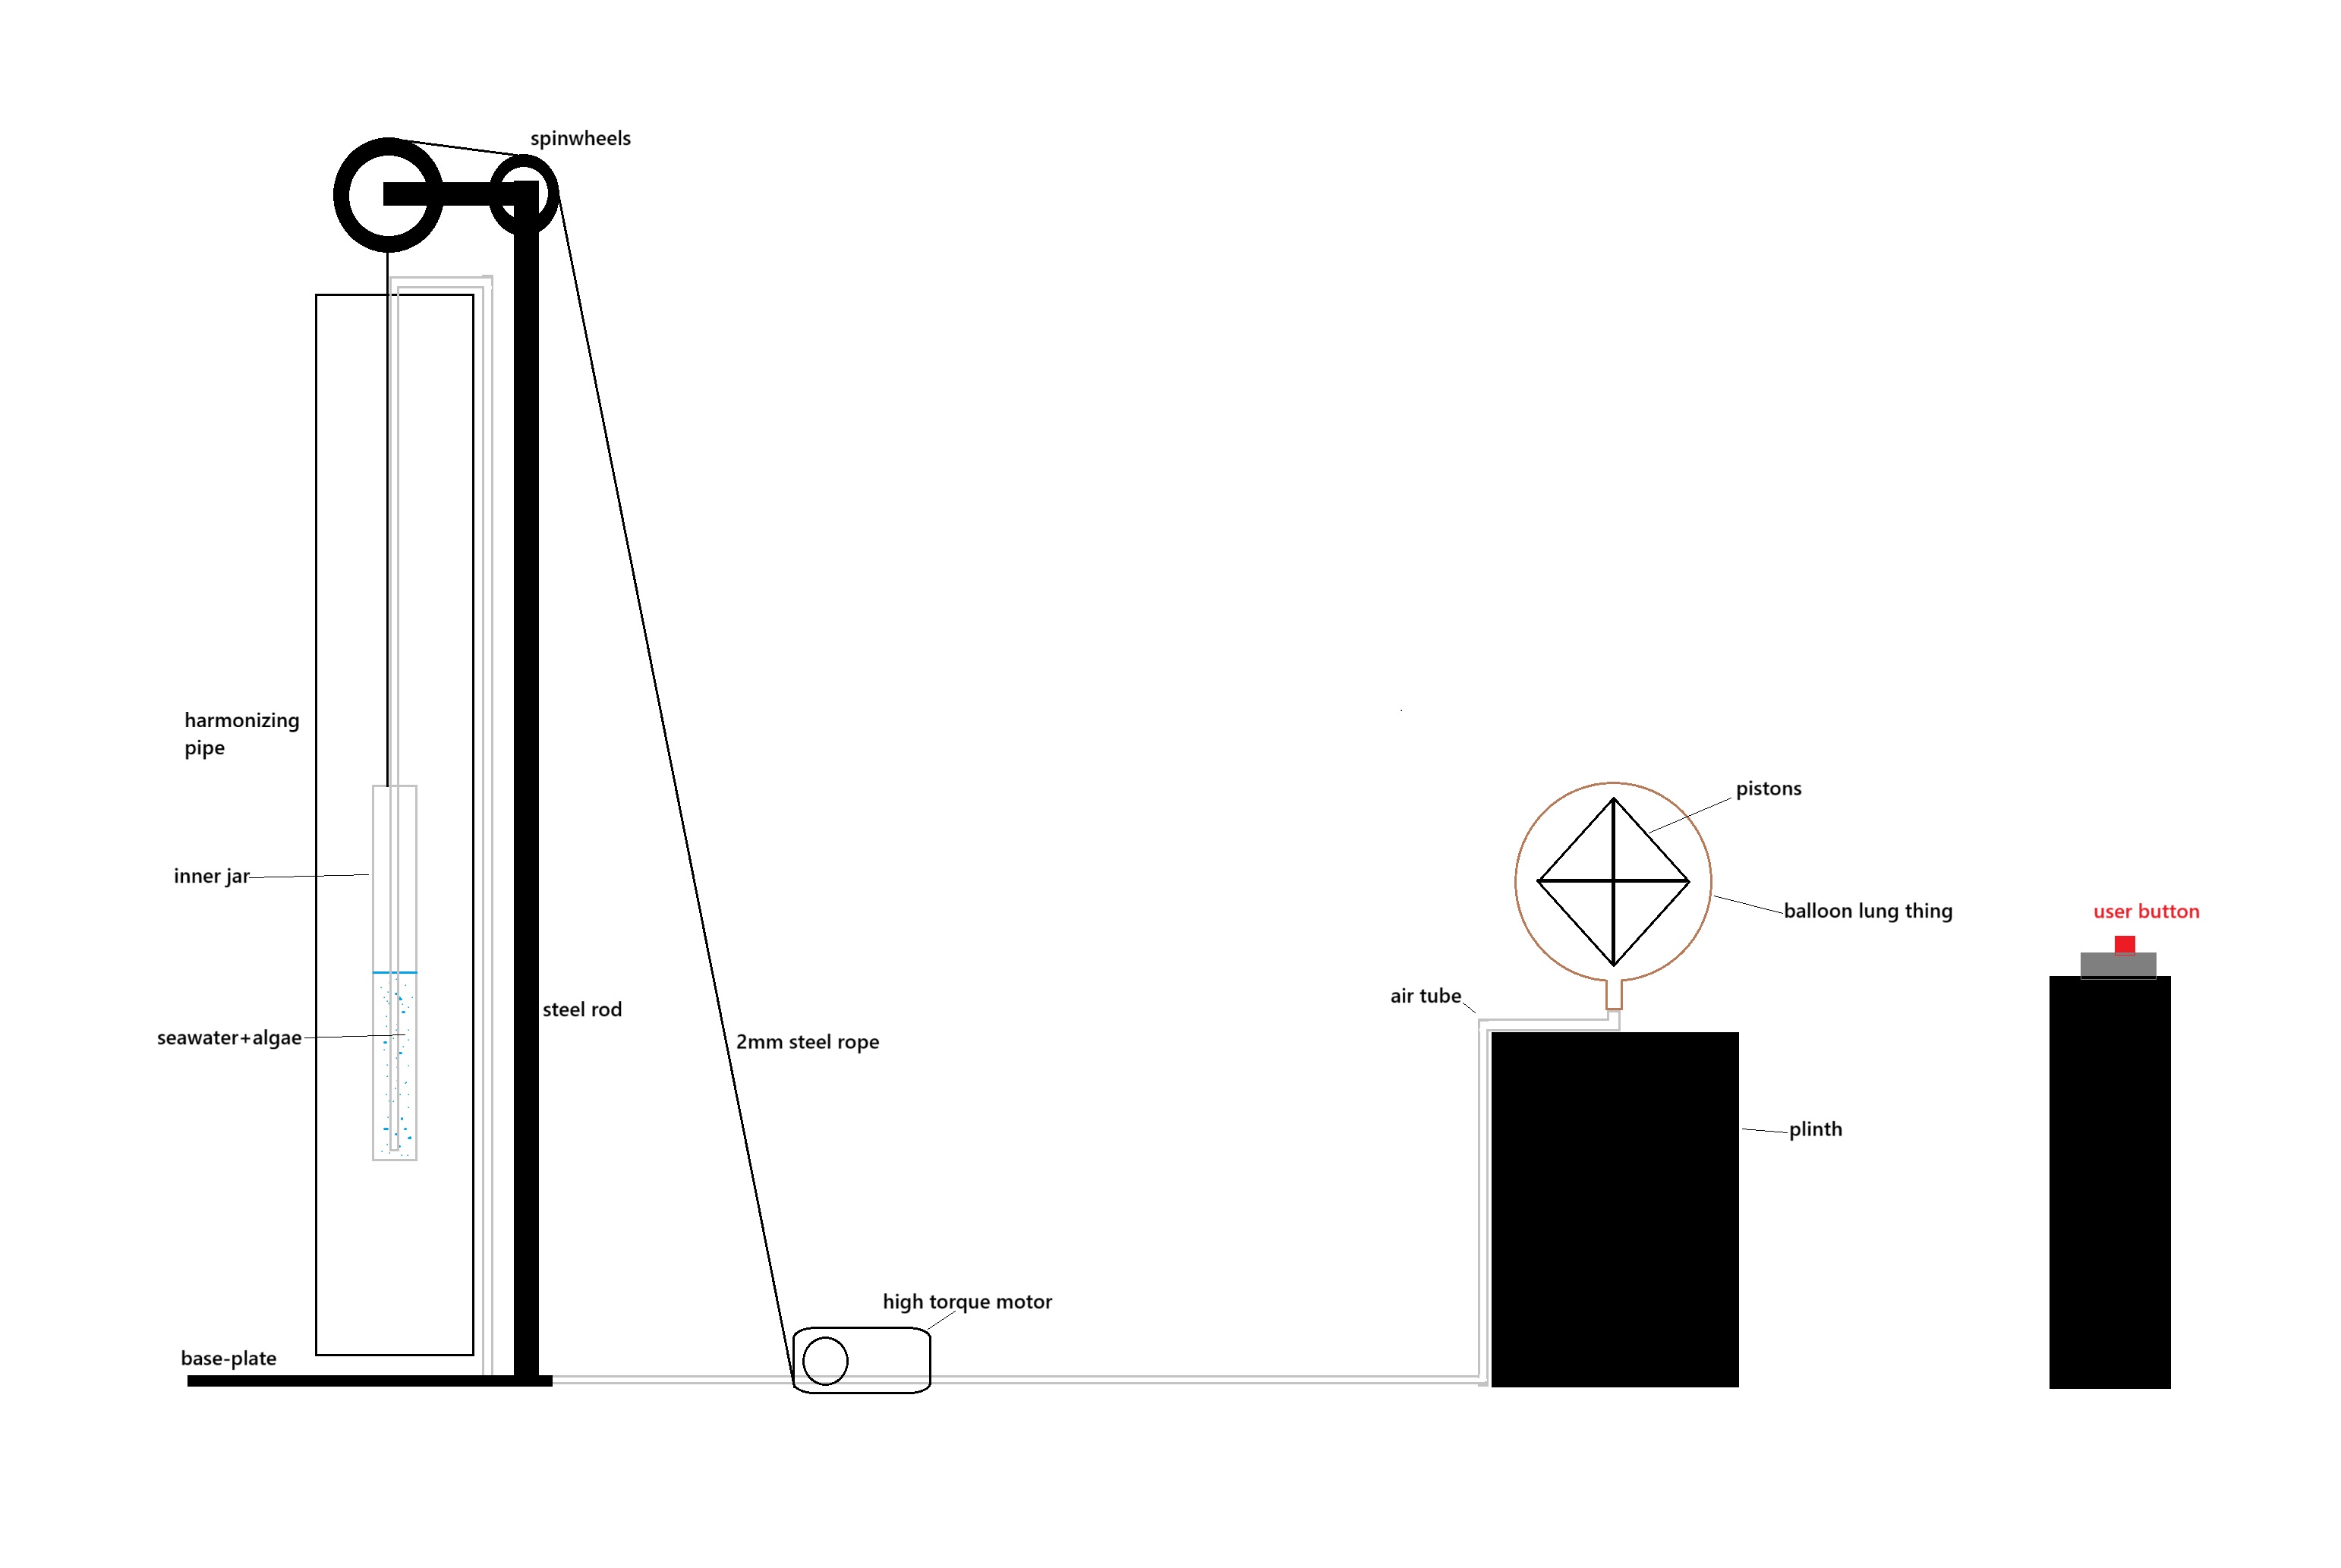 spinwheels
harmonizing
pipe
pistons
inner jar
balloon lung thing
user button
air tube
steel rod
seawater+algae
2mm steel rope
plinth
high torque motor
base-plate